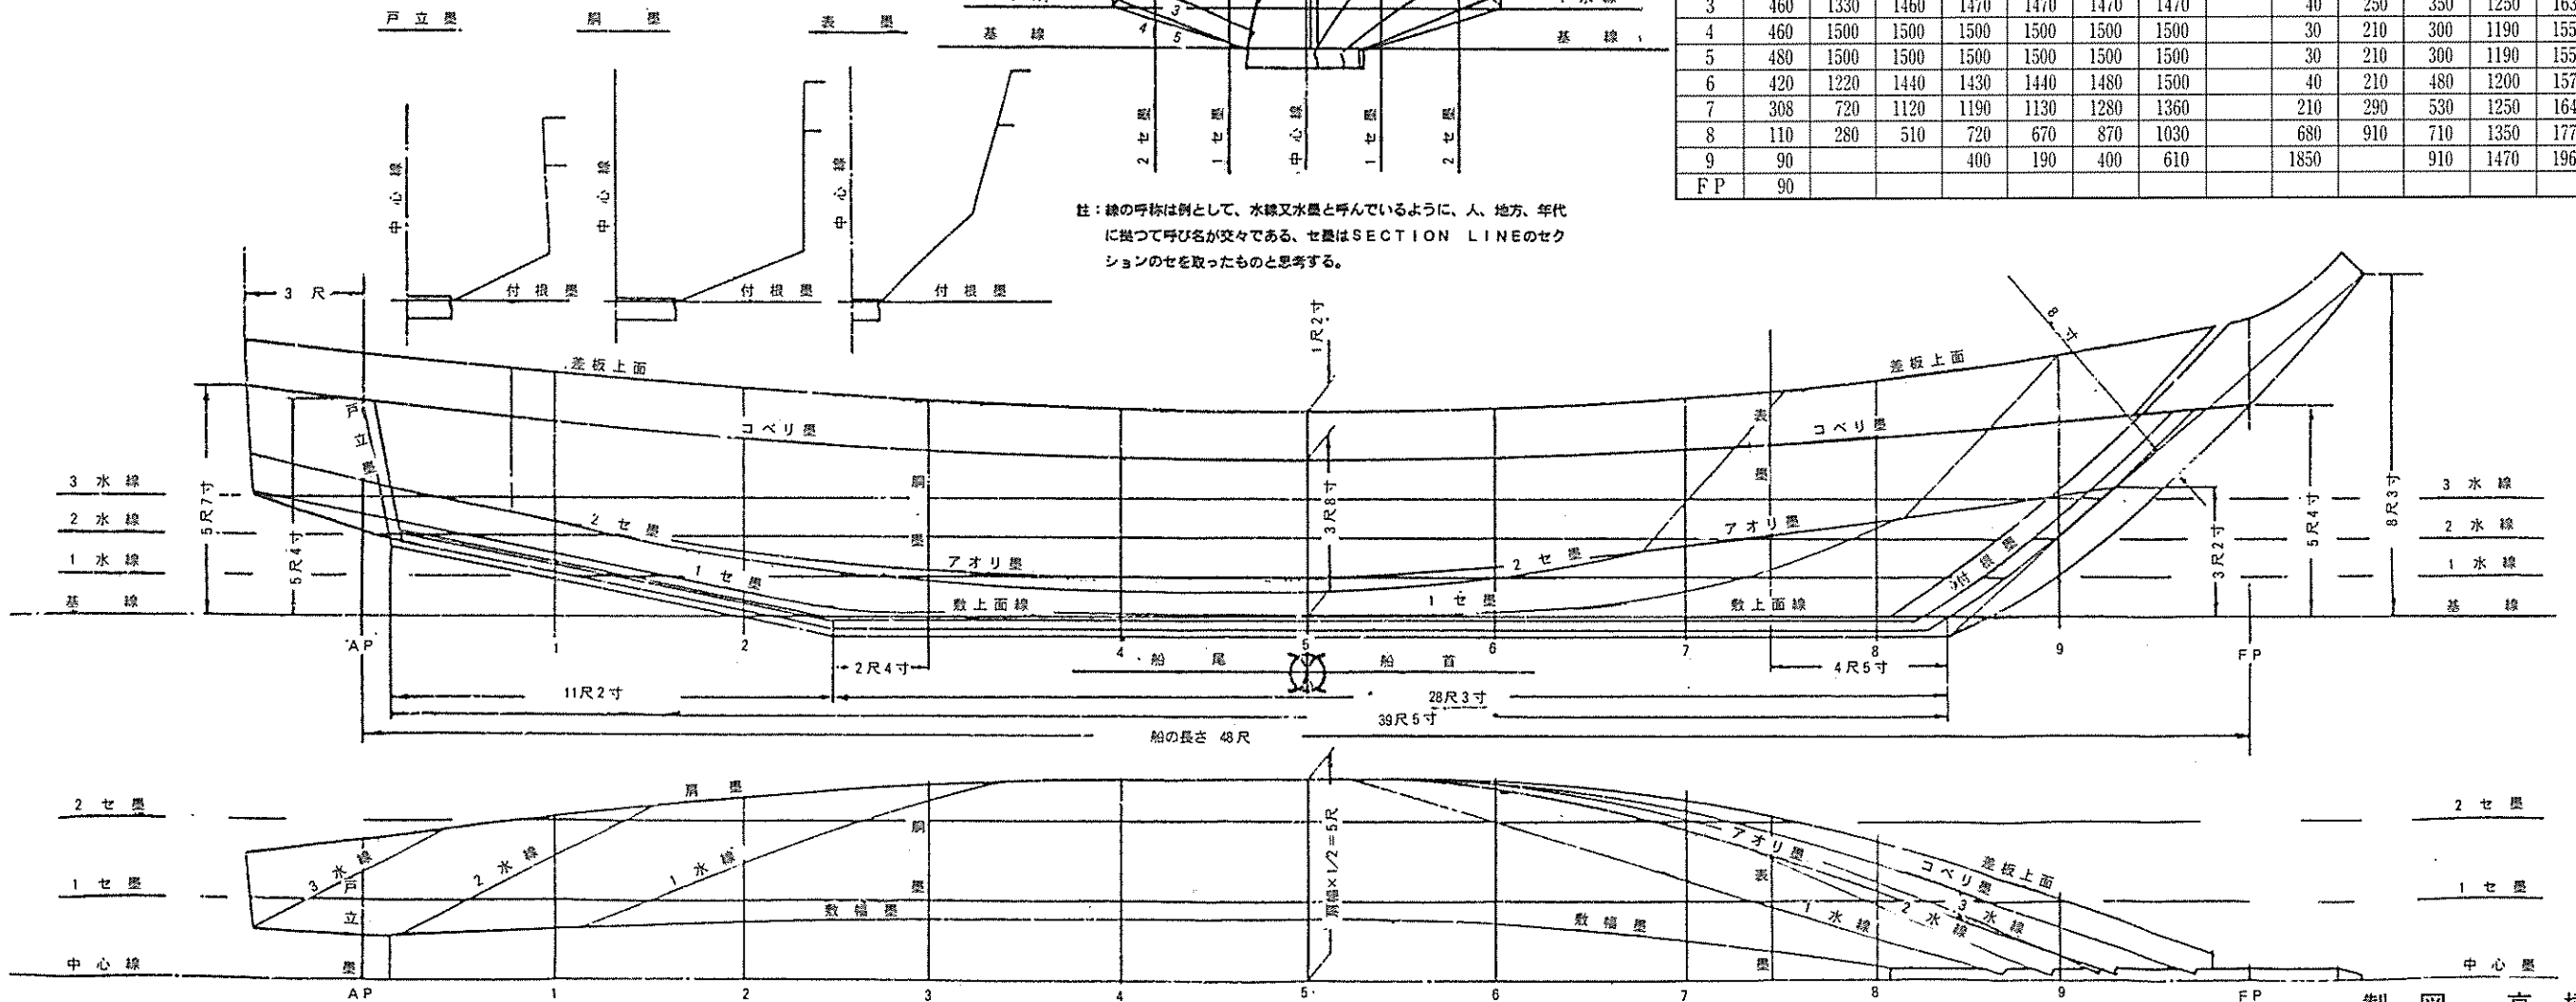 戸立墨
胴墨
表墨
基線
基線
中心線
中心線
中心線
付根墨
付根墨
付根墨
3
4
5
2セ墨
1セ墨
中心線
1セ墨
2セ墨
3 460 1330 1460 1470 1470 1470 1470 40 250 350 1250
4 460 1500 1500 1500 1500 1500 1500 30 210 300 1190
5 480 1500 1500 1500 1500 1500 1500 30 210 300 1190
6 420 1220 1440 1430 1440 1480 1500 40 210 480 1200
7 308 720 1120 1190 1130 1280 1360 210 290 530 1250
8 110 280 510 720 670 870 1030 680 910 710 1350
9 90 400 190 400 610 1850 910 1470
FP 90
註:線の呼称は例として、水線又水墨と呼んでいるように、人、地方、年代
に拠つて呼び名が交々である、セ墨はSECTION LINEのセク
ションのセを取ったものと思考する。
3尺
1尺2寸
8寸
差板上面
差板上面
戸立墨
コベリ墨
コベリ墨
表墨
胴墨
3水線
2水線
1水線
基線
5尺7寸
5尺4寸
2セ墨
アオリ墨
1セ墨
敷上面線
3尺8寸
2セ墨
アオリ墨
1セ墨
敷上面線
付根墨
3尺2寸
5尺4寸
8尺3寸
3水線
2水線
1水線
基線
AP 1 2 4 5 6 7 8 9 FP
2尺4寸
船尾
船首
4尺5寸
11尺2寸
28尺3寸
39尺5寸
船の長さ 48尺
2セ墨
1セ墨
中心線
肩墨
3水線
2水線
1水線
戸立墨
胴墨
敷幅墨
肩幅×1/2=5尺
敷幅墨
アオリ墨
コベリ墨
差板上面
表墨
1水線
2水線
3水線
2セ墨
1セ墨
中心墨
AP 1 2 3 4 5 6 7 8 9 FP